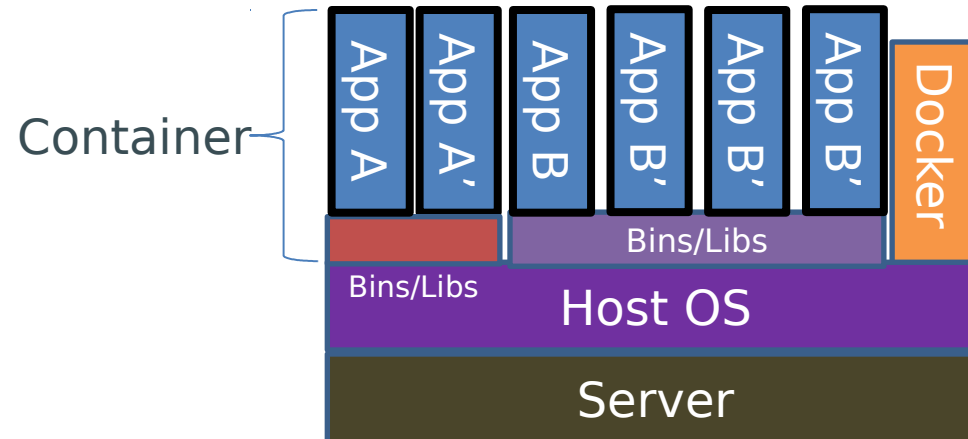 Container
App A
App A’
App B
App B’
App B’
App B’
Docker
Bins/Libs
Bins/Libs
Host OS
Server